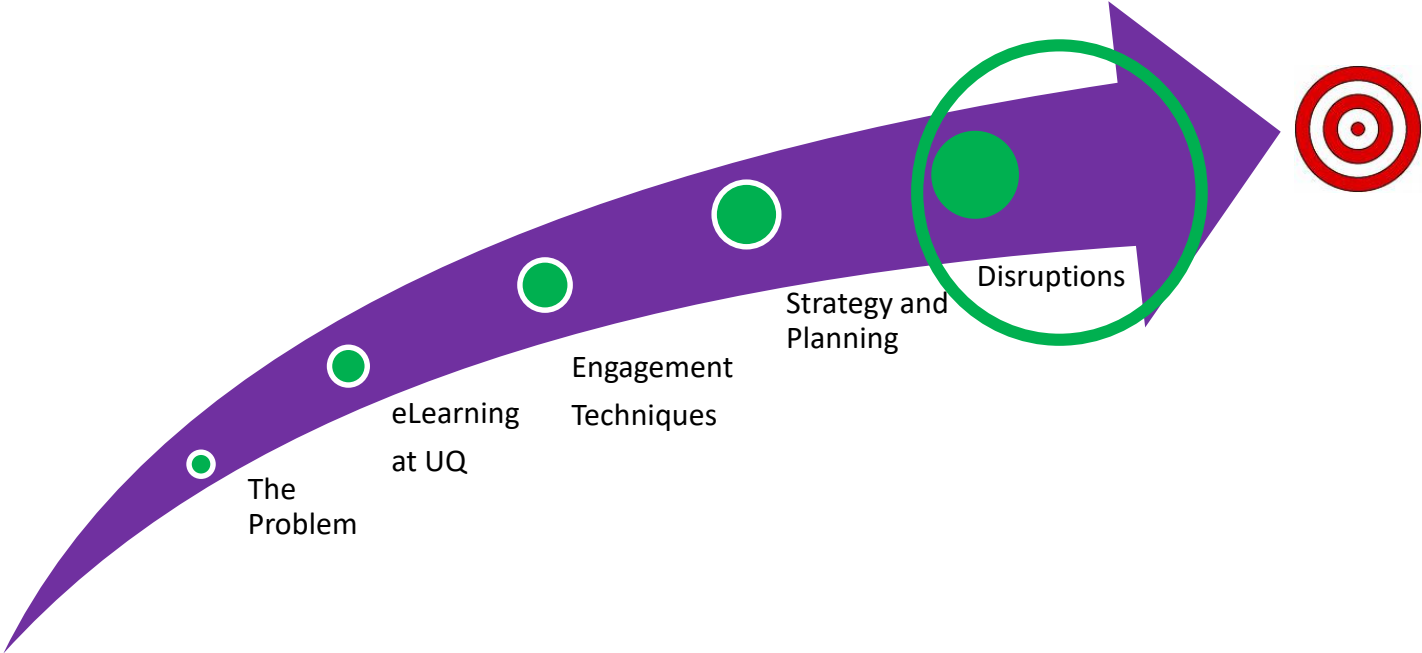 The
Problem
eLearning
at UQ
Engagement
Techniques
Strategy and
Planning
Disruptions